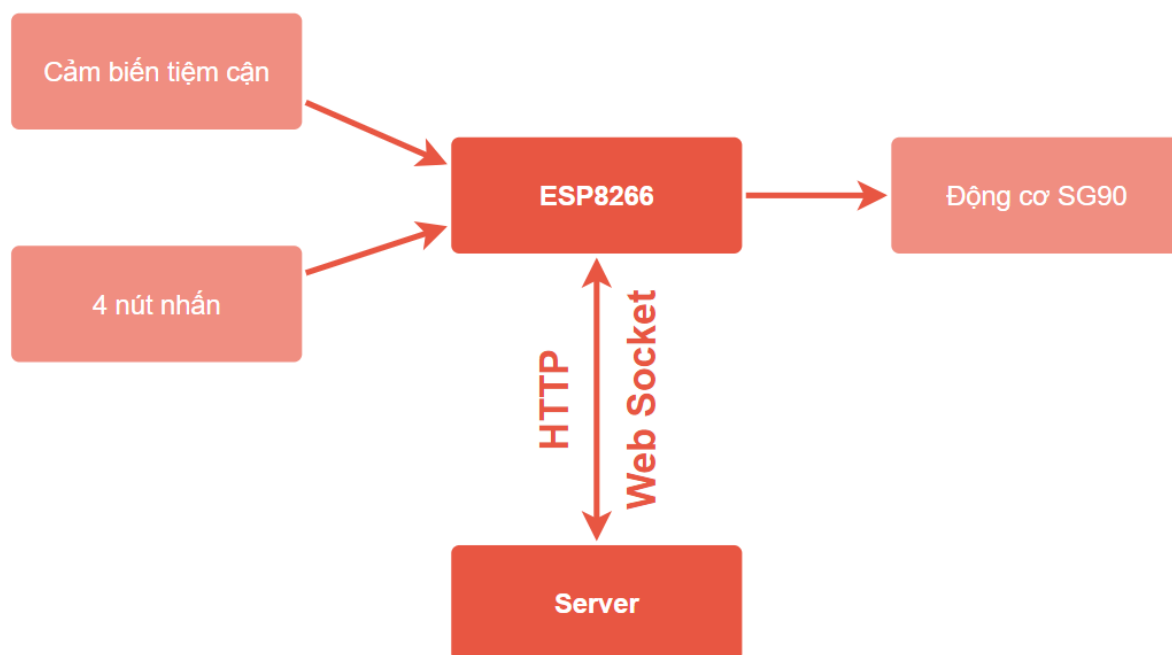 Cảm biến tiệm cận
ESP8266
Động cơ SG90
4 nút nhấn
HTTP
Web Socket
Server